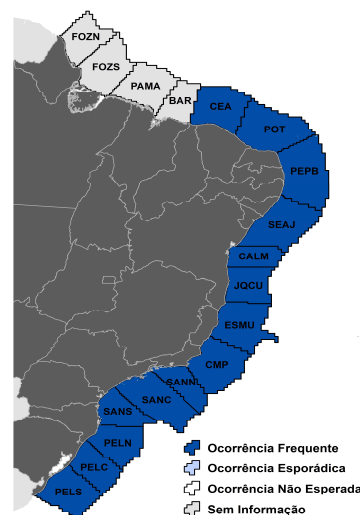 FOZN
FOZS
PAMA
BAR
CEA
POT
PEPB
SEAJ
CALM
JQCU
ESMU
CMP
SANN
SANC
SANS
PELN
PELC
PELS
Ocorrência Frequente
Ocorrência Esporádica
Ocorrência Não Esperada
Sem Informação